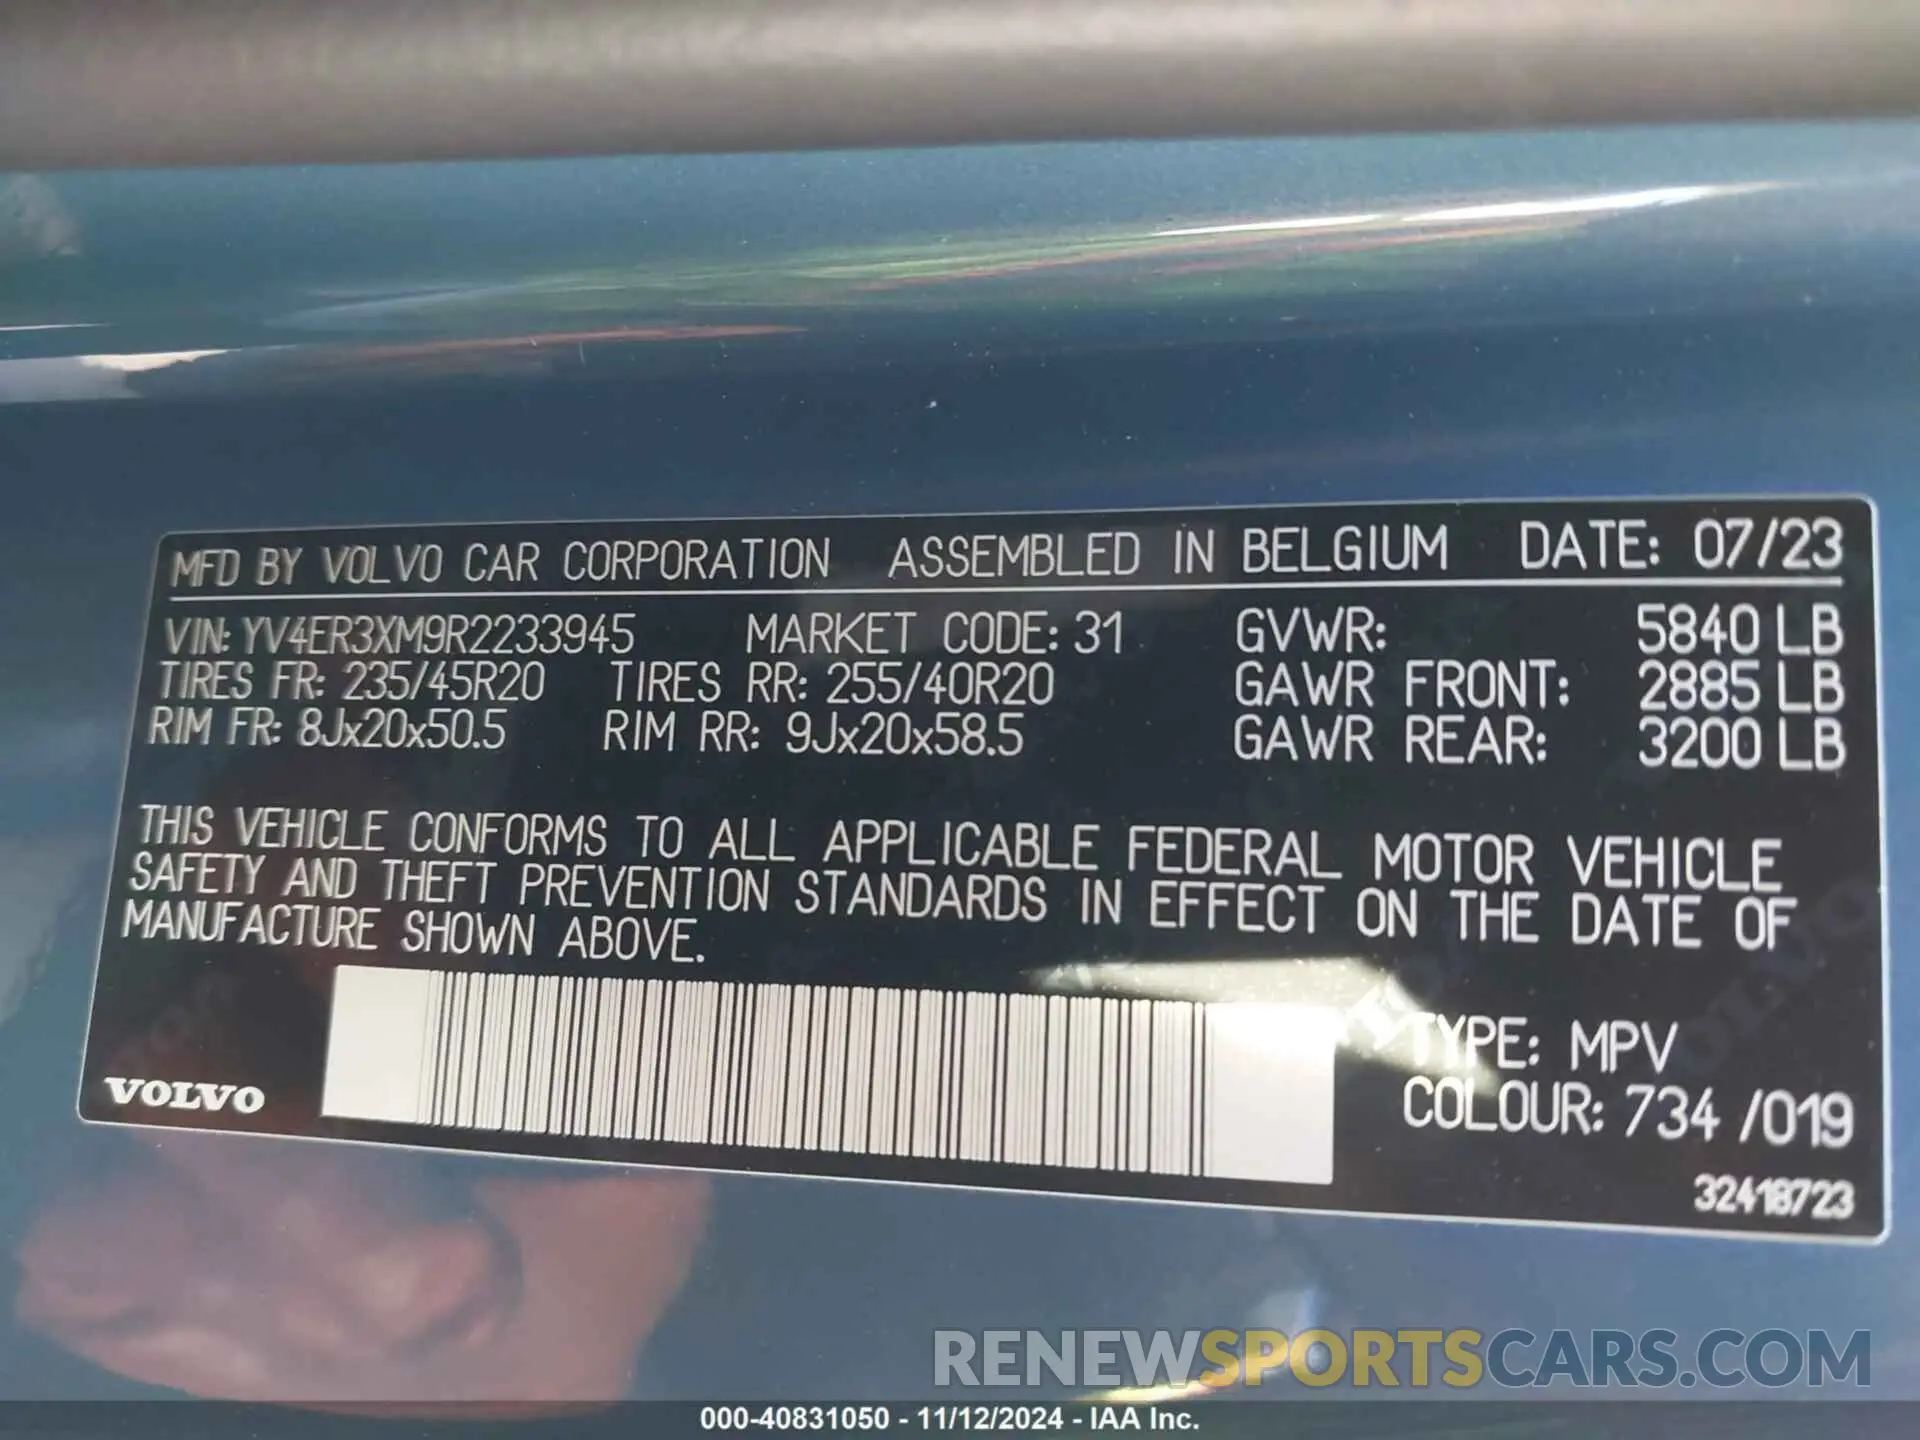 MFD BY VOLVO CAR CORPORATION ASSEMBLED IN BELGIUM DATE: 07/23
VIN: YV4ER3XM9R2233945 MARKET CODE: 31 GVWR: 5840 LB
TIRES FR: 235/45R20 TIRES RR: 255/40R20 GAWR FRONT: 2885 LB
RIM FR: 8Jx20x50.5 RIM RR: 9Jx20x58.5 GAWR REAR: 3200 LB
THIS VEHICLE CONFORMS TO ALL APPLICABLE FEDERAL MOTOR VEHICLE
SAFETY AND THEFT PREVENTION STANDARDS IN EFFECT ON THE DATE OF
MANUFACTURE SHOWN ABOVE.
TYPE: MPV
VOLVO COLOUR: 734 /019
32418723
RENEWSPORTSCARS.COM
000-40831050 - 11/12/2024 - IAA Inc.